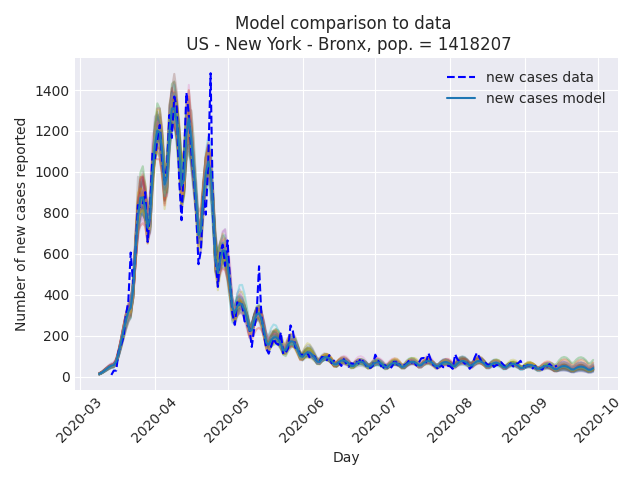 Model comparison to data
US - New York - Bronx, pop. = 1418207
new cases data
new cases model
Number of new cases reported
1400
1200
1000
800
600
400
200
0
2020-03
2020-04
2020-05
2020-06
2020-07
2020-08
2020-09
2020-10
Day